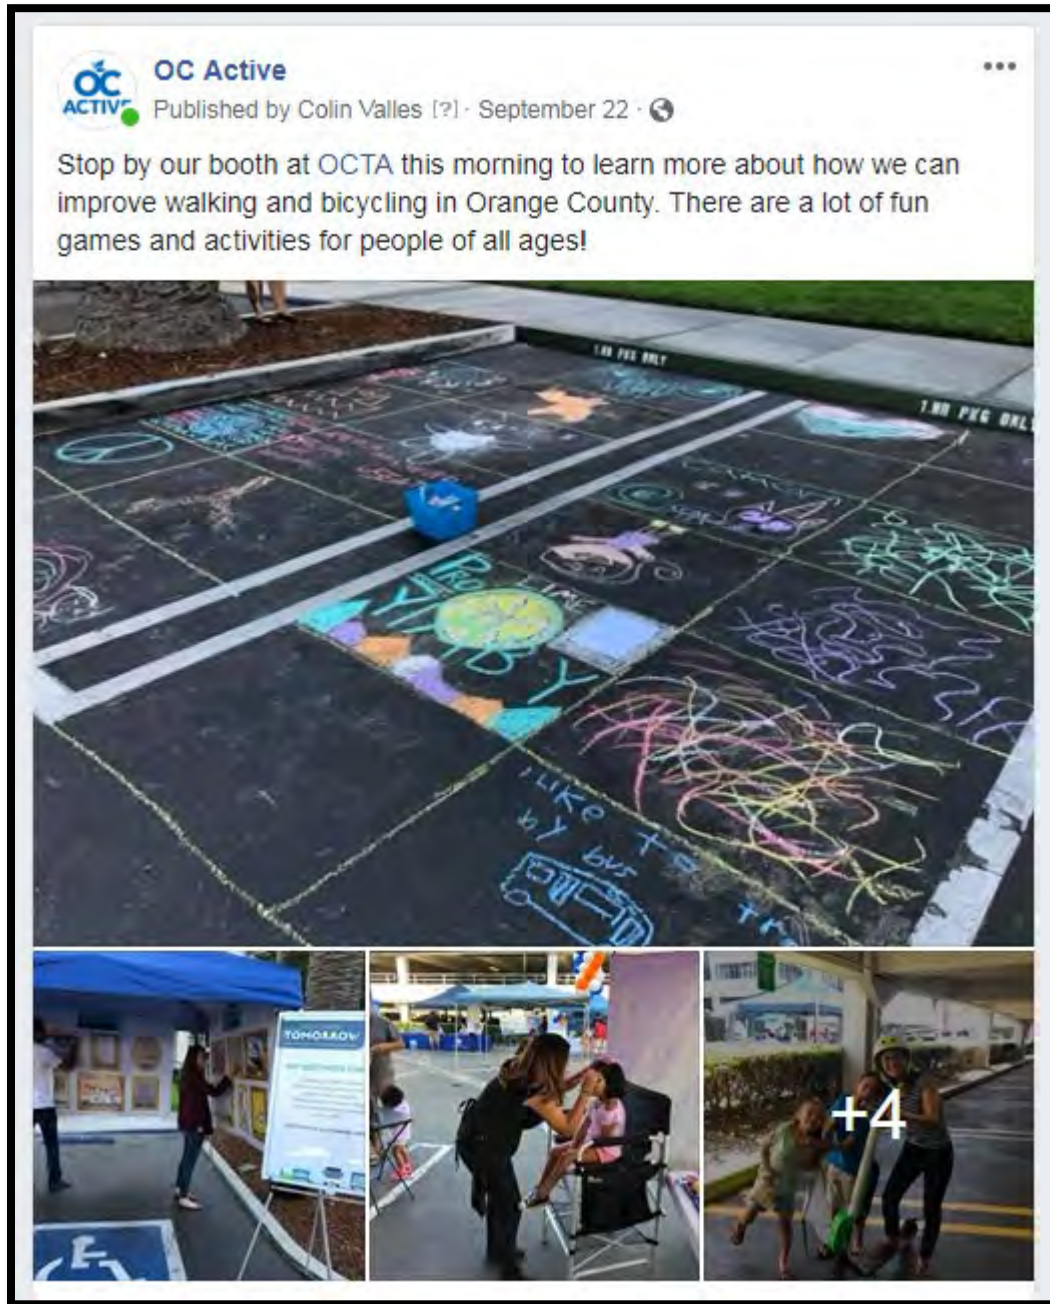 OC Active
OC
ACTIVE
Published by Colin Valles [?] · September 22 ·
Stop by our booth at OCTA this morning to learn more about how we can
improve walking and bicycling in Orange County. There are a lot of fun
games and activities for people of all ages!
1 HR PKG ONLY
1 HR PKG ONLY
I LIKE to
by bus
TOMORROW
+4